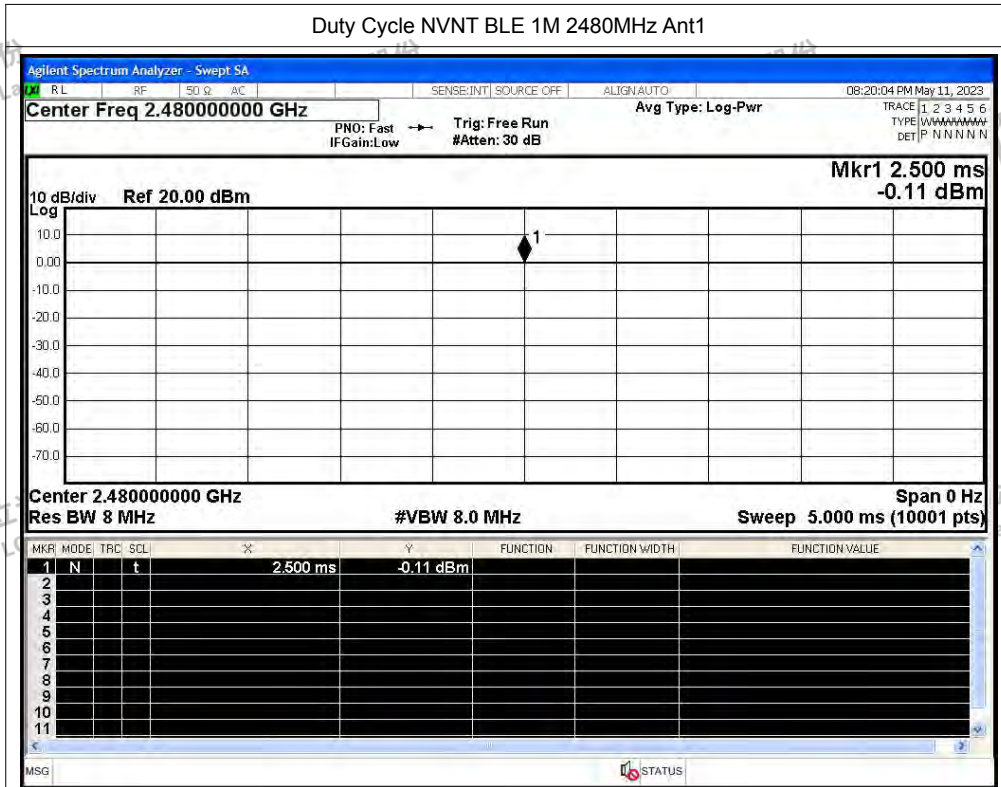 Duty Cycle NVNT BLE 1M 2480MHz Ant1
Agilent Spectrum Analyzer - Swept SA
RL RF 50 Ω AC SENSE:INT SOURCE OFF ALIGN AUTO 08:20:04 PM May 11, 2023
Center Freq 2.480000000 GHz
PNO: Fast
IFGain:Low
Trig: Free Run
#Atten: 30 dB
Avg Type: Log-Pwr
TRACE 1 2 3 4 5 6
TYPE WWWWWW
DET P N N N N N
Mkr1 2.500 ms
-0.11 dBm
10 dB/div Ref 20.00 dBm
Log
10.0
1
0.00
-10.0
-20.0
-30.0
-40.0
-50.0
-60.0
-70.0
Center 2.480000000 GHz Span 0 Hz
Res BW 8 MHz #VBW 8.0 MHz Sweep 5.000 ms (10001 pts)
MKR MODE TRC SCL X Y FUNCTION FUNCTION WIDTH FUNCTION VALUE
1 N t 2.500 ms -0.11 dBm
2
3
4
5
6
7
8
9
10
11
MSG STATUS